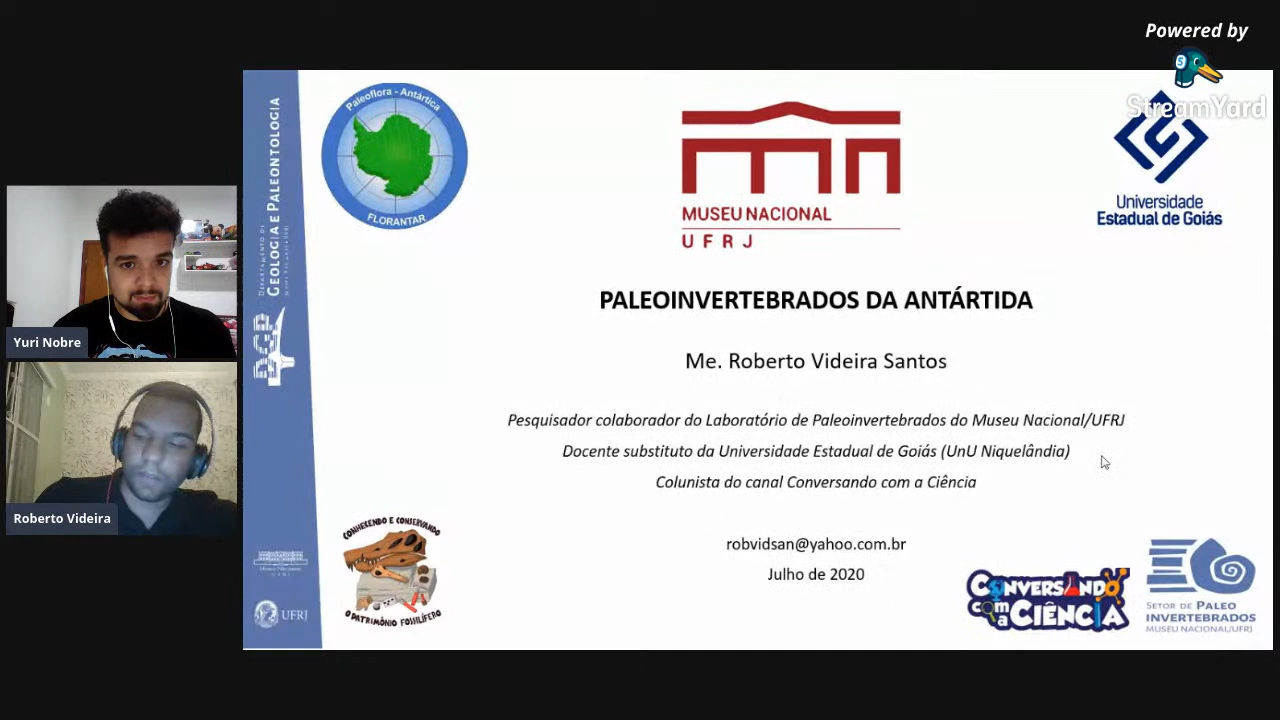 Powered by
StreamYard
Paleoflora - Antártica
FLORANTAR
MUSEU NACIONAL
UFRJ
Universidade
Estadual de Goiás
DEPARTAMENTO DE
GEOLOGIA E PALEONTOLOGIA
DGP
PALEOINVERTEBRADOS DA ANTÁRTIDA
Me. Roberto Videira Santos
Yuri Nobre
Pesquisador colaborador do Laboratório de Paleoinvertebrados do Museu Nacional/UFRJ
Docente substituto da Universidade Estadual de Goiás (UnU Niquelândia)
Colunista do canal Conversando com a Ciência
Roberto Videira
robvidsan@yahoo.com.br
Julho de 2020
CONHECENDO E CONSERVANDO
O PATRIMÔNIO FOSSILÍFERO
CONVERSANDO
com
a CIÊNCIA
SETOR DE PALEO
INVERTEBRADOS
MUSEU NACIONAL/UFRJ
UFRJ